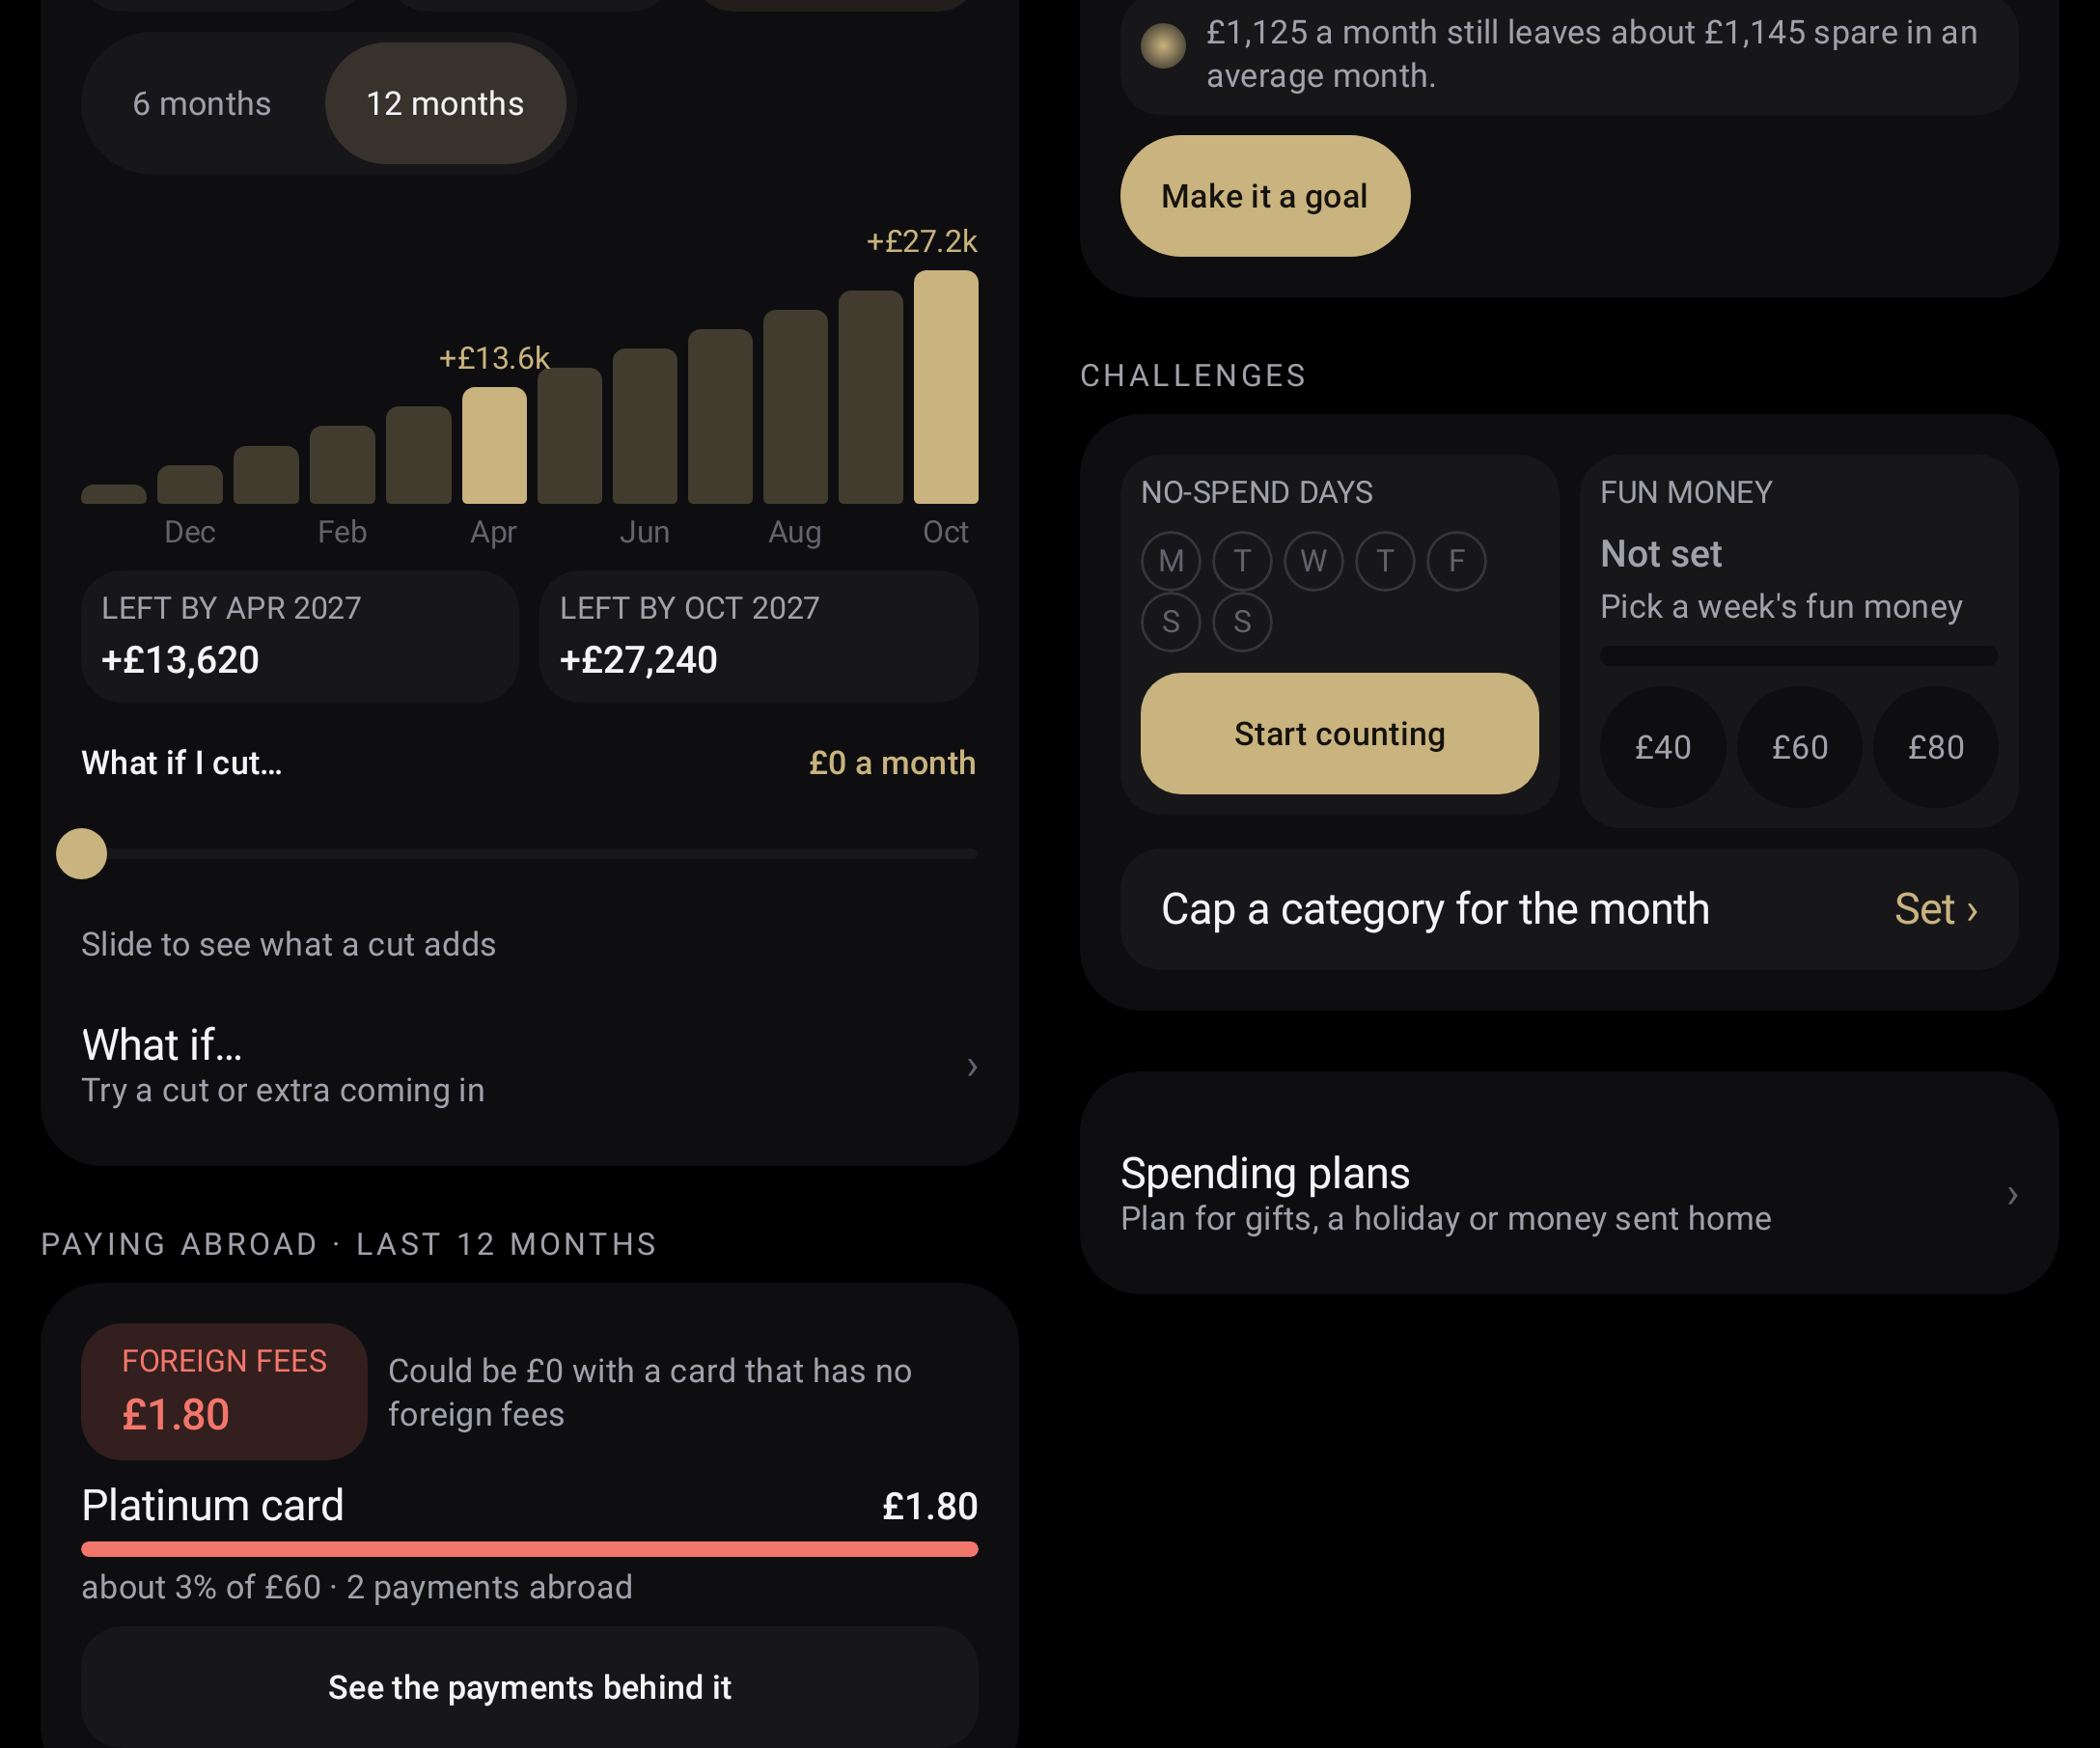 6 months
12 months
+£27.2k
+£13.6k
Dec
Feb
Apr
Jun
Aug
Oct
LEFT BY APR 2027
+£13,620
LEFT BY OCT 2027
+£27,240
What if I cut…
£0 a month
Slide to see what a cut adds
What if…
Try a cut or extra coming in
›
PAYING ABROAD · LAST 12 MONTHS
FOREIGN FEES
£1.80
Could be £0 with a card that has no
foreign fees
Platinum card
£1.80
about 3% of £60 · 2 payments abroad
See the payments behind it
£1,125 a month still leaves about £1,145 spare in an
average month.
Make it a goal
CHALLENGES
NO-SPEND DAYS
M T W T F
S S
Start counting
FUN MONEY
Not set
Pick a week's fun money
£40
£60
£80
Cap a category for the month
Set ›
Spending plans
Plan for gifts, a holiday or money sent home
›